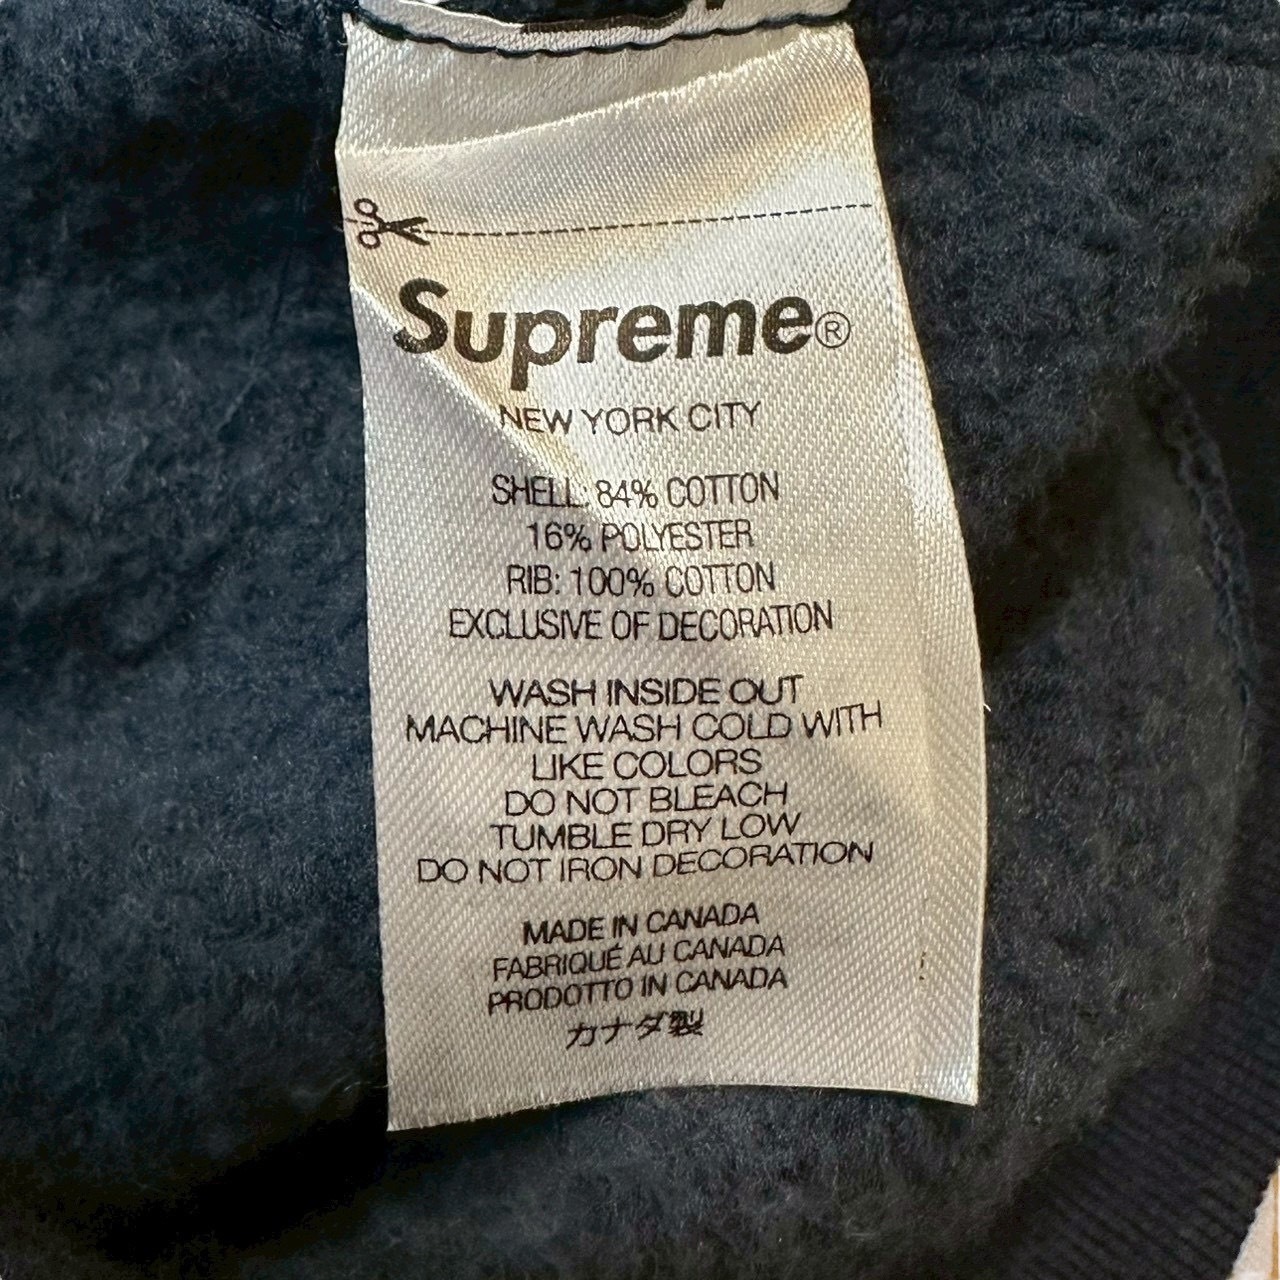 Supreme®
NEW YORK CITY
SHELL: 84% COTTON
16% POLYESTER
RIB: 100% COTTON
EXCLUSIVE OF DECORATION
WASH INSIDE OUT
MACHINE WASH COLD WITH
LIKE COLORS
DO NOT BLEACH
TUMBLE DRY LOW
DO NOT IRON DECORATION
MADE IN CANADA
FABRIQUÉ AU CANADA
PRODOTTO IN CANADA
カナダ製